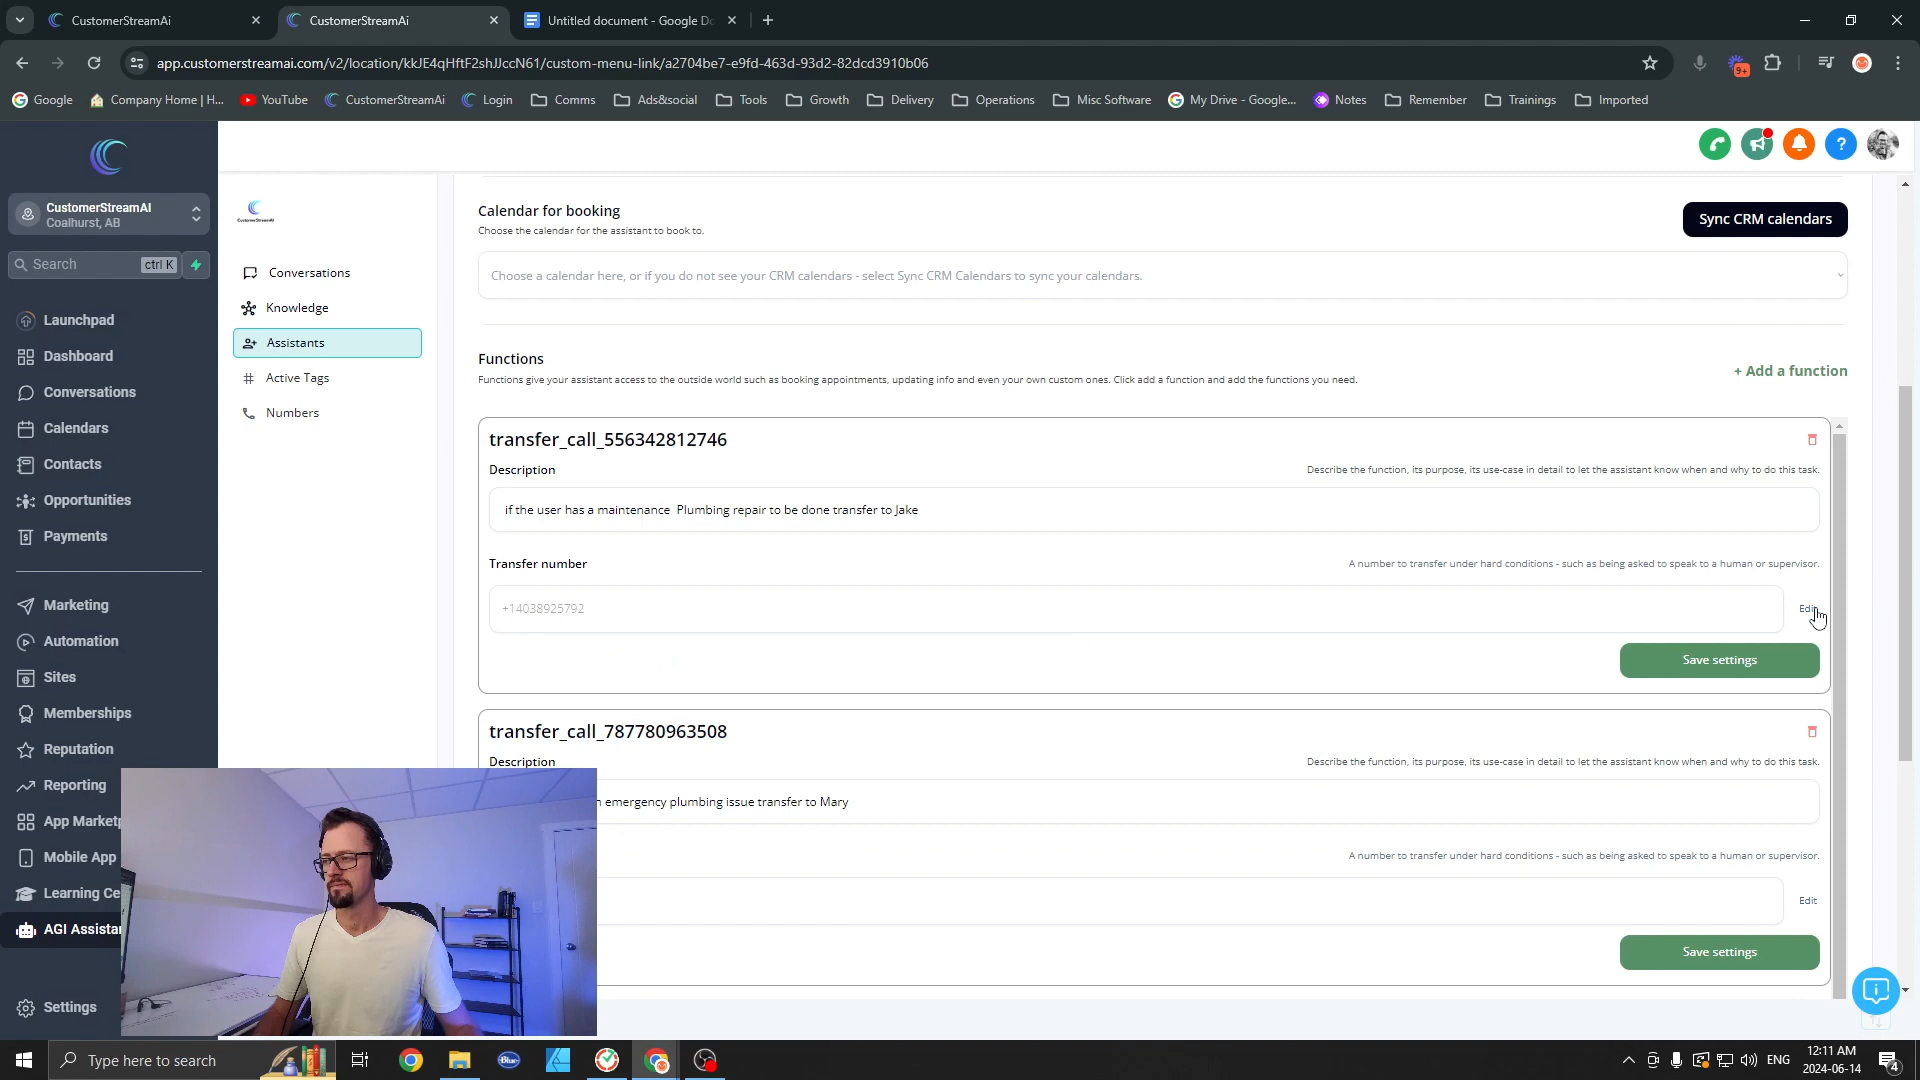 CustomerStreamAi
CustomerStreamAi
Untitled document - Google Do
app.customerstreamai.com/v2/location/kkJE4qHftF2shJJccN61/custom-menu-link/a2704be7-e9fd-463d-93d2-82dcd3910b06
9+
Google
Company Home | H...
YouTube
CustomerStreamAi
Login
Comms
Ads&social
Tools
Growth
Delivery
Operations
Misc Software
My Drive - Google...
Notes
Remember
Trainings
Imported
CustomerStreamAI
Coalhurst, AB
Search
ctrl K
Launchpad
Dashboard
Conversations
Calendars
Contacts
Opportunities
Payments
Marketing
Automation
Sites
Memberships
Reputation
Reporting
App Marketp
Mobile App
Learning Ce
AGI Assistan
Settings
CustomerStreamAI
Conversations
Knowledge
Assistants
Active Tags
Numbers
Calendar for booking
Choose the calendar for the assistant to book to.
Sync CRM calendars
Choose a calendar here, or if you do not see your CRM calendars - select Sync CRM Calendars to sync your calendars.
Functions
Functions give your assistant access to the outside world such as booking appointments, updating info and even your own custom ones. Click add a function and add the functions you need.
+ Add a function
transfer_call_556342812746
Description
Describe the function, its purpose, its use-case in detail to let the assistant know when and why to do this task.
if the user has a maintenance Plumbing repair to be done transfer to Jake
Transfer number
A number to transfer under hard conditions - such as being asked to speak to a human or supervisor.
+14038925792
Edit
Save settings
transfer_call_787780963508
Description
Describe the function, its purpose, its use-case in detail to let the assistant know when and why to do this task.
n emergency plumbing issue transfer to Mary
A number to transfer under hard conditions - such as being asked to speak to a human or supervisor.
Edit
Save settings
Type here to search
Blue
ENG
12:11 AM
2024-06-14
4